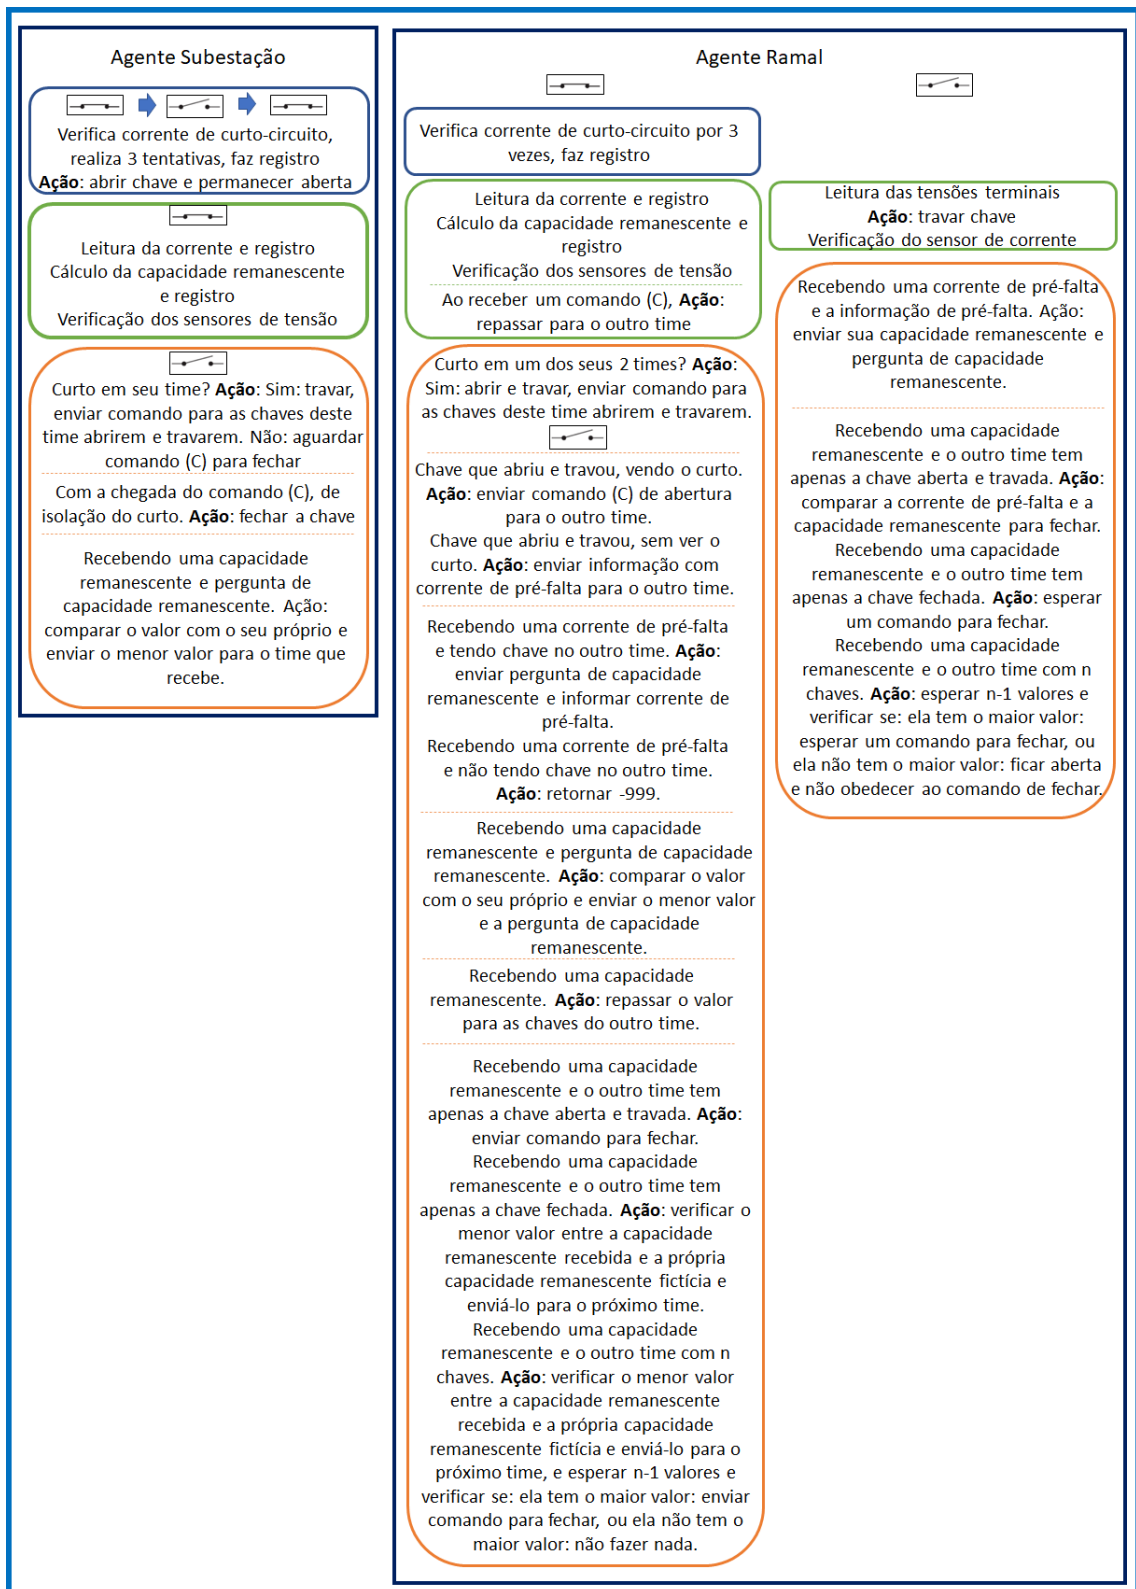 Agente Subestação
Verifica corrente de curto-circuito,
realiza 3 tentativas, faz registro
Ação: abrir chave e permanecer aberta
Leitura da corrente e registro
Cálculo da capacidade remanescente
e registro
Verificação dos sensores de tensão
Curto em seu time? Ação: Sim: travar,
enviar comando para as chaves deste
time abrirem e travarem. Não: aguardar
comando (C) para fechar
Com a chegada do comando (C), de
isolação do curto. Ação: fechar a chave
Recebendo uma capacidade
remanescente e pergunta de
capacidade remanescente. Ação:
comparar o valor com o seu próprio e
enviar o menor valor para o time que
recebe.
Agente Ramal
Verifica corrente de curto-circuito por 3
vezes, faz registro
Leitura da corrente e registro
Cálculo da capacidade remanescente e
registro
Verificação dos sensores de tensão
Ao receber um comando (C), Ação:
repassar para o outro time
Curto em um dos seus 2 times? Ação:
Sim: abrir e travar, enviar comando para
as chaves deste time abrirem e travarem.
Chave que abriu e travou, vendo o curto.
Ação: enviar comando (C) de abertura
para o outro time.
Chave que abriu e travou, sem ver o
curto. Ação: enviar informação com
corrente de pré-falta para o outro time.
Recebendo uma corrente de pré-falta
e tendo chave no outro time. Ação:
enviar pergunta de capacidade
remanescente e informar corrente de
pré-falta.
Recebendo uma corrente de pré-falta
e não tendo chave no outro time.
Ação: retornar -999.
Recebendo uma capacidade
remanescente e pergunta de capacidade
remanescente. Ação: comparar o valor
com o seu próprio e enviar o menor valor
e a pergunta de capacidade
remanescente.
Recebendo uma capacidade
remanescente. Ação: repassar o valor
para as chaves do outro time.
Recebendo uma capacidade
remanescente e o outro time tem
apenas a chave aberta e travada. Ação:
enviar comando para fechar.
Recebendo uma capacidade
remanescente e o outro time tem
apenas a chave fechada. Ação: verificar o
menor valor entre a capacidade
remanescente recebida e a própria
capacidade remanescente fictícia e
enviá-lo para o próximo time.
Recebendo uma capacidade
remanescente e o outro time com n
chaves. Ação: verificar o menor valor
entre a capacidade remanescente
recebida e a própria capacidade
remanescente fictícia e enviá-lo para o
próximo time, e esperar n-1 valores e
verificar se: ela tem o maior valor: enviar
comando para fechar, ou ela não tem o
maior valor: não fazer nada.
Leitura das tensões terminais
Ação: travar chave
Verificação do sensor de corrente
Recebendo uma corrente de pré-falta
e a informação de pré-falta. Ação:
enviar sua capacidade remanescente e
pergunta de capacidade
remanescente.
Recebendo uma capacidade
remanescente e o outro time tem
apenas a chave aberta e travada. Ação:
comparar a corrente de pré-falta e a
capacidade remanescente para fechar.
Recebendo uma capacidade
remanescente e o outro time tem
apenas a chave fechada. Ação: esperar
um comando para fechar.
Recebendo uma capacidade
remanescente e o outro time com n
chaves. Ação: esperar n-1 valores e
verificar se: ela tem o maior valor:
esperar um comando para fechar, ou
ela não tem o maior valor: ficar aberta
e não obedecer ao comando de fechar.